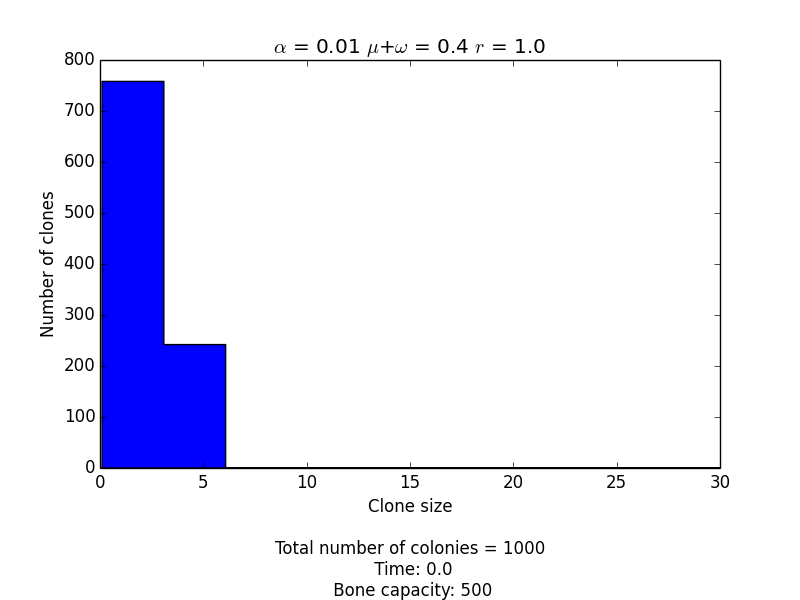 α = 0.01 μ+ω = 0.4 r = 1.0
800
700
600
500
400
300
200
100
0
Number of clones
0 5 10 15 20 25 30
Clone size
Total number of colonies = 1000
Time: 0.0
Bone capacity: 500